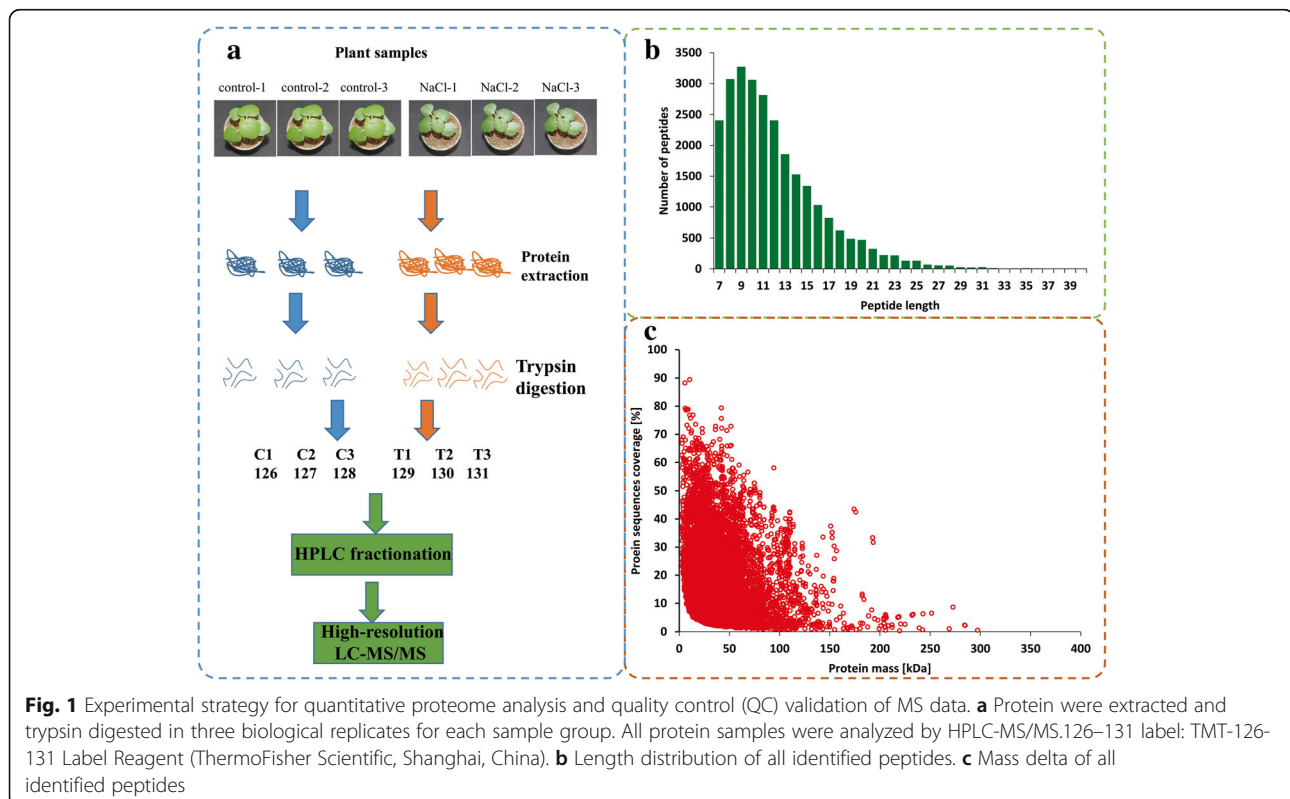 a
Plant samples
control-1 control-2 control-3 NaCl-1 NaCl-2 NaCl-3
Protein
extraction
Trypsin
digestion
C1 C2 C3 T1 T2 T3
126 127 128 129 130 131
HPLC fractionation
High-resolution
LC-MS/MS
b
Number of peptides
3500
3000
2500
2000
1500
1000
500
0
7 9 11 13 15 17 19 21 23 25 27 29 31 33 35 37 39
Peptide length
c
Proein sequences coverage [%]
100
90
80
70
60
50
40
30
20
10
0
0 50 100 150 200 250 300 350 400
Protein mass [kDa]
Fig. 1 Experimental strategy for quantitative proteome analysis and quality control (QC) validation of MS data. a Protein were extracted and
trypsin digested in three biological replicates for each sample group. All protein samples were analyzed by HPLC-MS/MS.126–131 label: TMT-126-
131 Label Reagent (ThermoFisher Scientific, Shanghai, China). b Length distribution of all identified peptides. c Mass delta of all
identified peptides